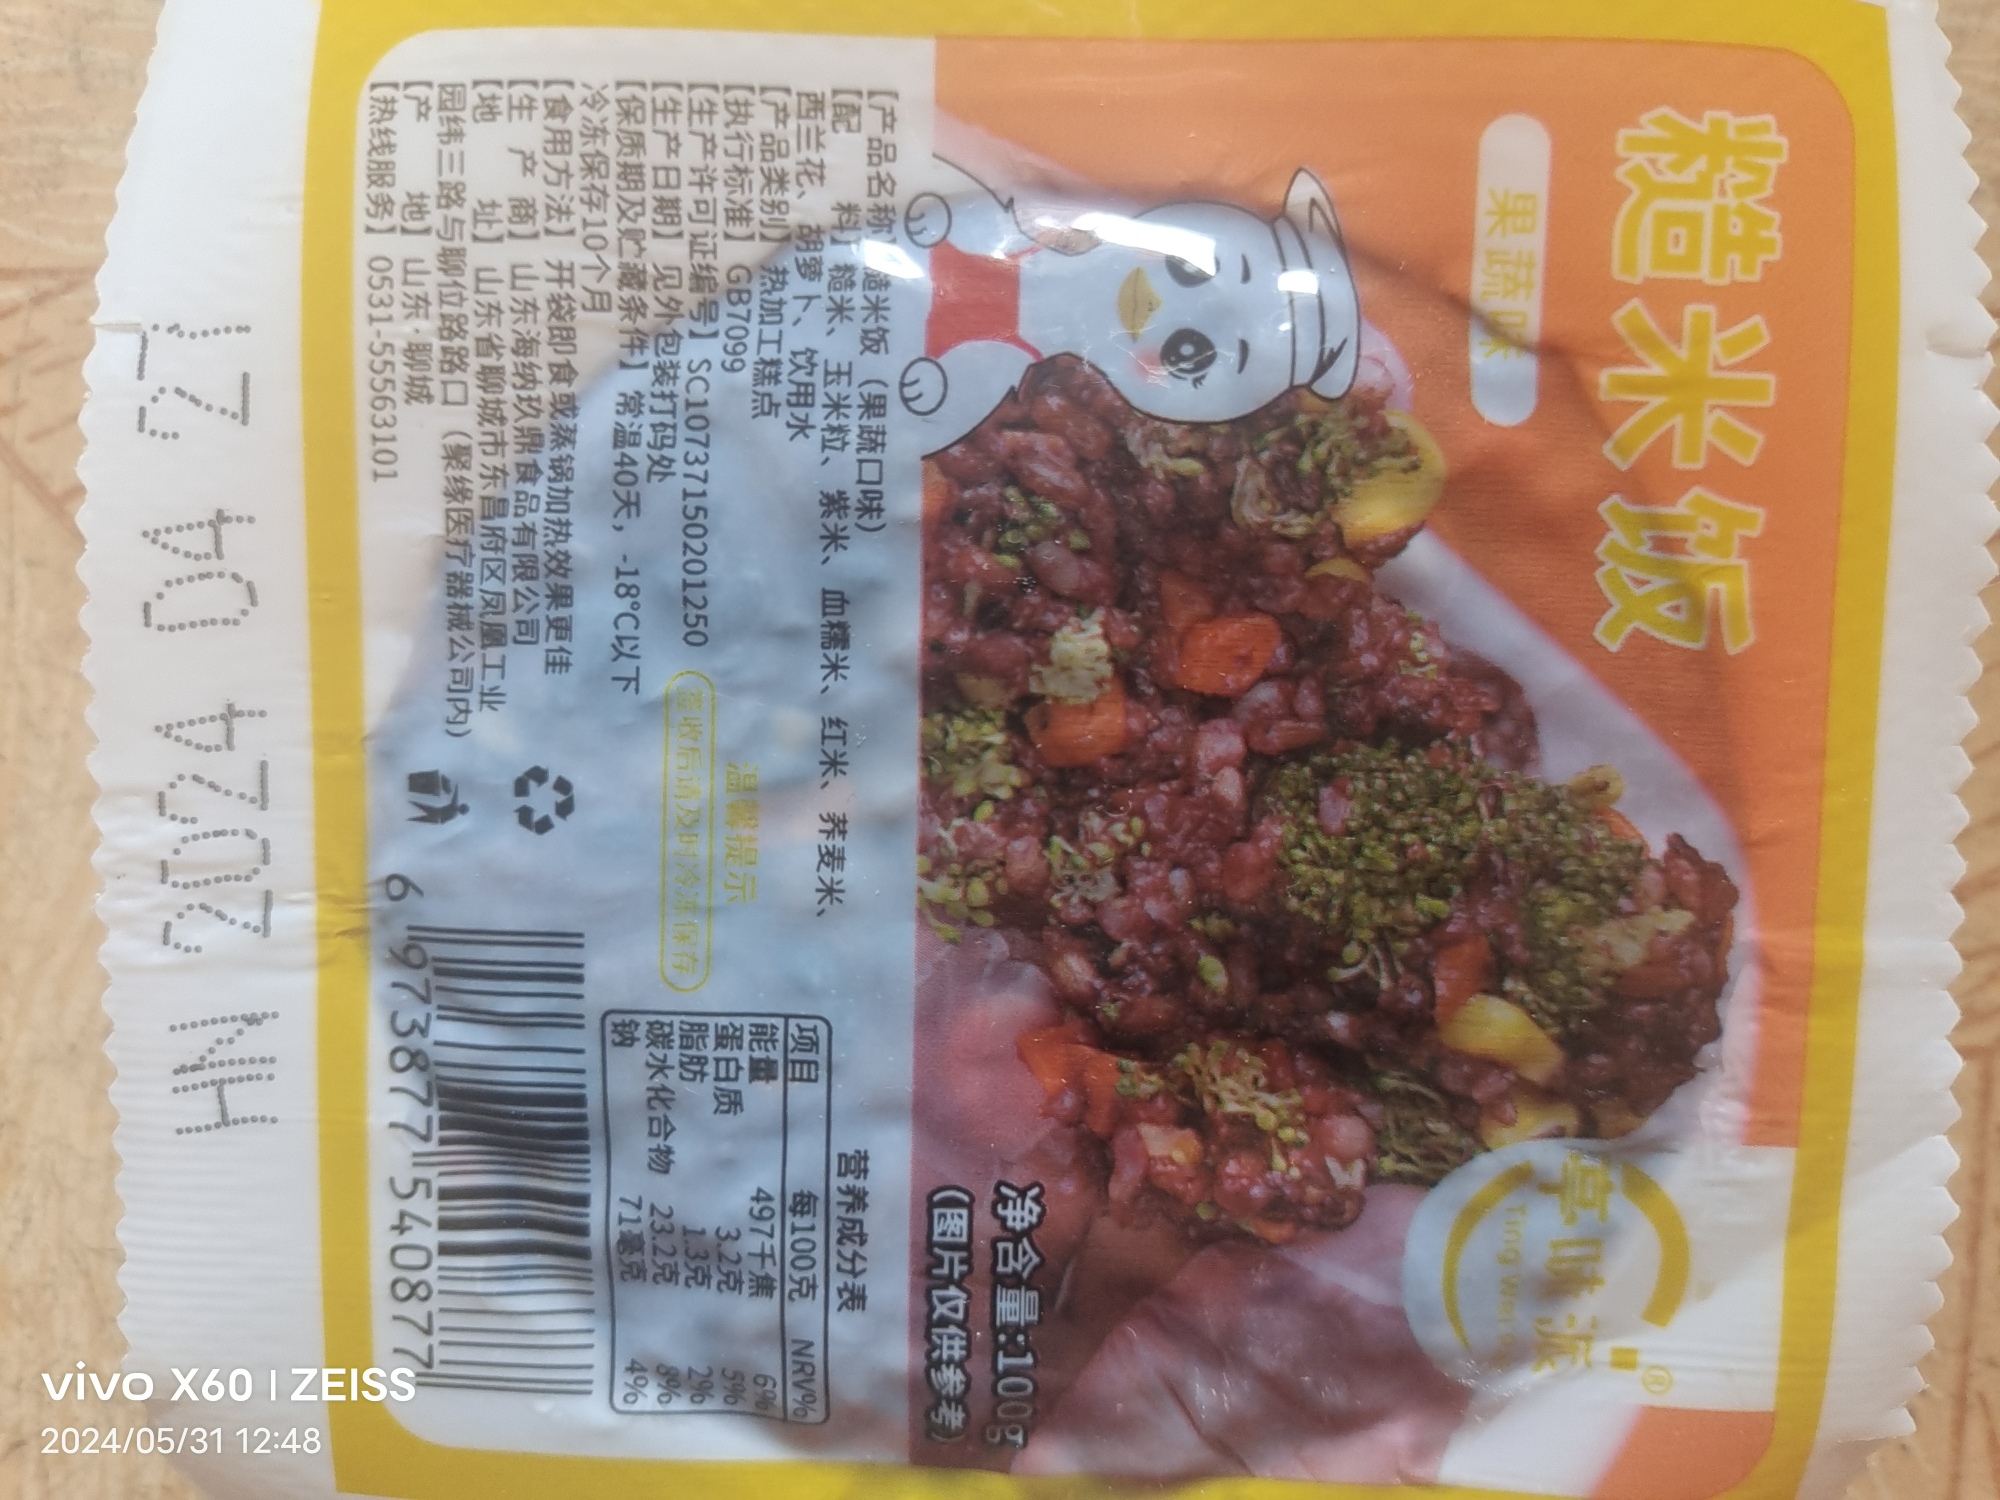 糙米饭
果蔬味
享味派
Ting Wei
®
净含量:100g
(图片仅供参考)
【产品名称】糙米饭（果蔬口味）
【配 料】糙米、玉米粒、紫米、血糯米、红米、荞麦米、
西兰花、胡萝卜、饮用水
【产品类别】热加工糕点
【执行标准】GB7099
【生产许可证编号】SC10737150201250
【生产日期】见外包装打码处
【保质期及贮藏条件】常温40天，-18°C以下
冷冻保存10个月
【食用方法】开袋即食或蒸锅加热效果更佳
【生 产 商】山东海纳玖鼎食品有限公司
【地 址】山东省聊城市东昌府区凤凰工业
园纬三路与聊位路路口（聚缘医疗器械公司内）
【产 地】山东·聊城
【热线服务】0531-55563101
温馨提示
签收后请及时冷冻保存
营养成分表
项目 每100克 NRV%
能量 497千焦 6%
蛋白质 3.2克 5%
脂肪 1.3克 2%
碳水化合物 23.2克 8%
钠 71毫克 4%
6 973877 540877
HN 2024 04 27
vivo X60 | ZEISS
2024/05/31 12:48